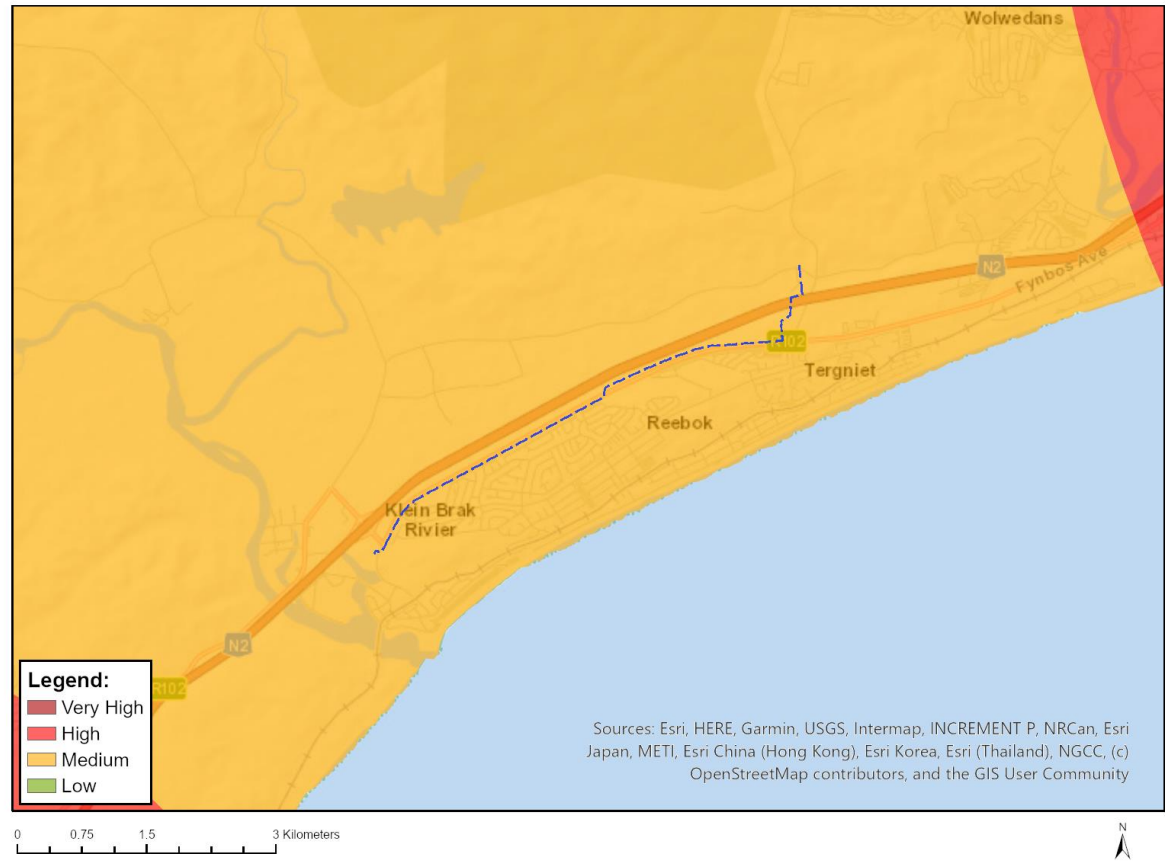 Wolwedans
N2
Fynbos Ave
R102
Tergniet
Reebok
Klein Brak
Rivier
N2
R102
Legend:
Very High
High
Medium
Low
Sources: Esri, HERE, Garmin, USGS, Intermap, INCREMENT P, NRCan, Esri
Japan, METI, Esri China (Hong Kong), Esri Korea, Esri (Thailand), NGCC, (c)
OpenStreetMap contributors, and the GIS User Community
0 0.75 1.5 3 Kilometers
N